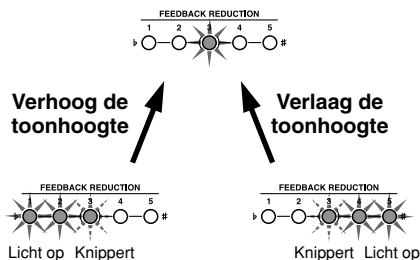 FEEDBACK REDUCTION
1 2 3 4 5
♭ #
Verhoog de
toonhoogte
Verlaag de
toonhoogte
FEEDBACK REDUCTION
1 2 3 4 5
♭ #
Licht op Knippert
FEEDBACK REDUCTION
1 2 3 4 5
♭ #
Knippert Licht op